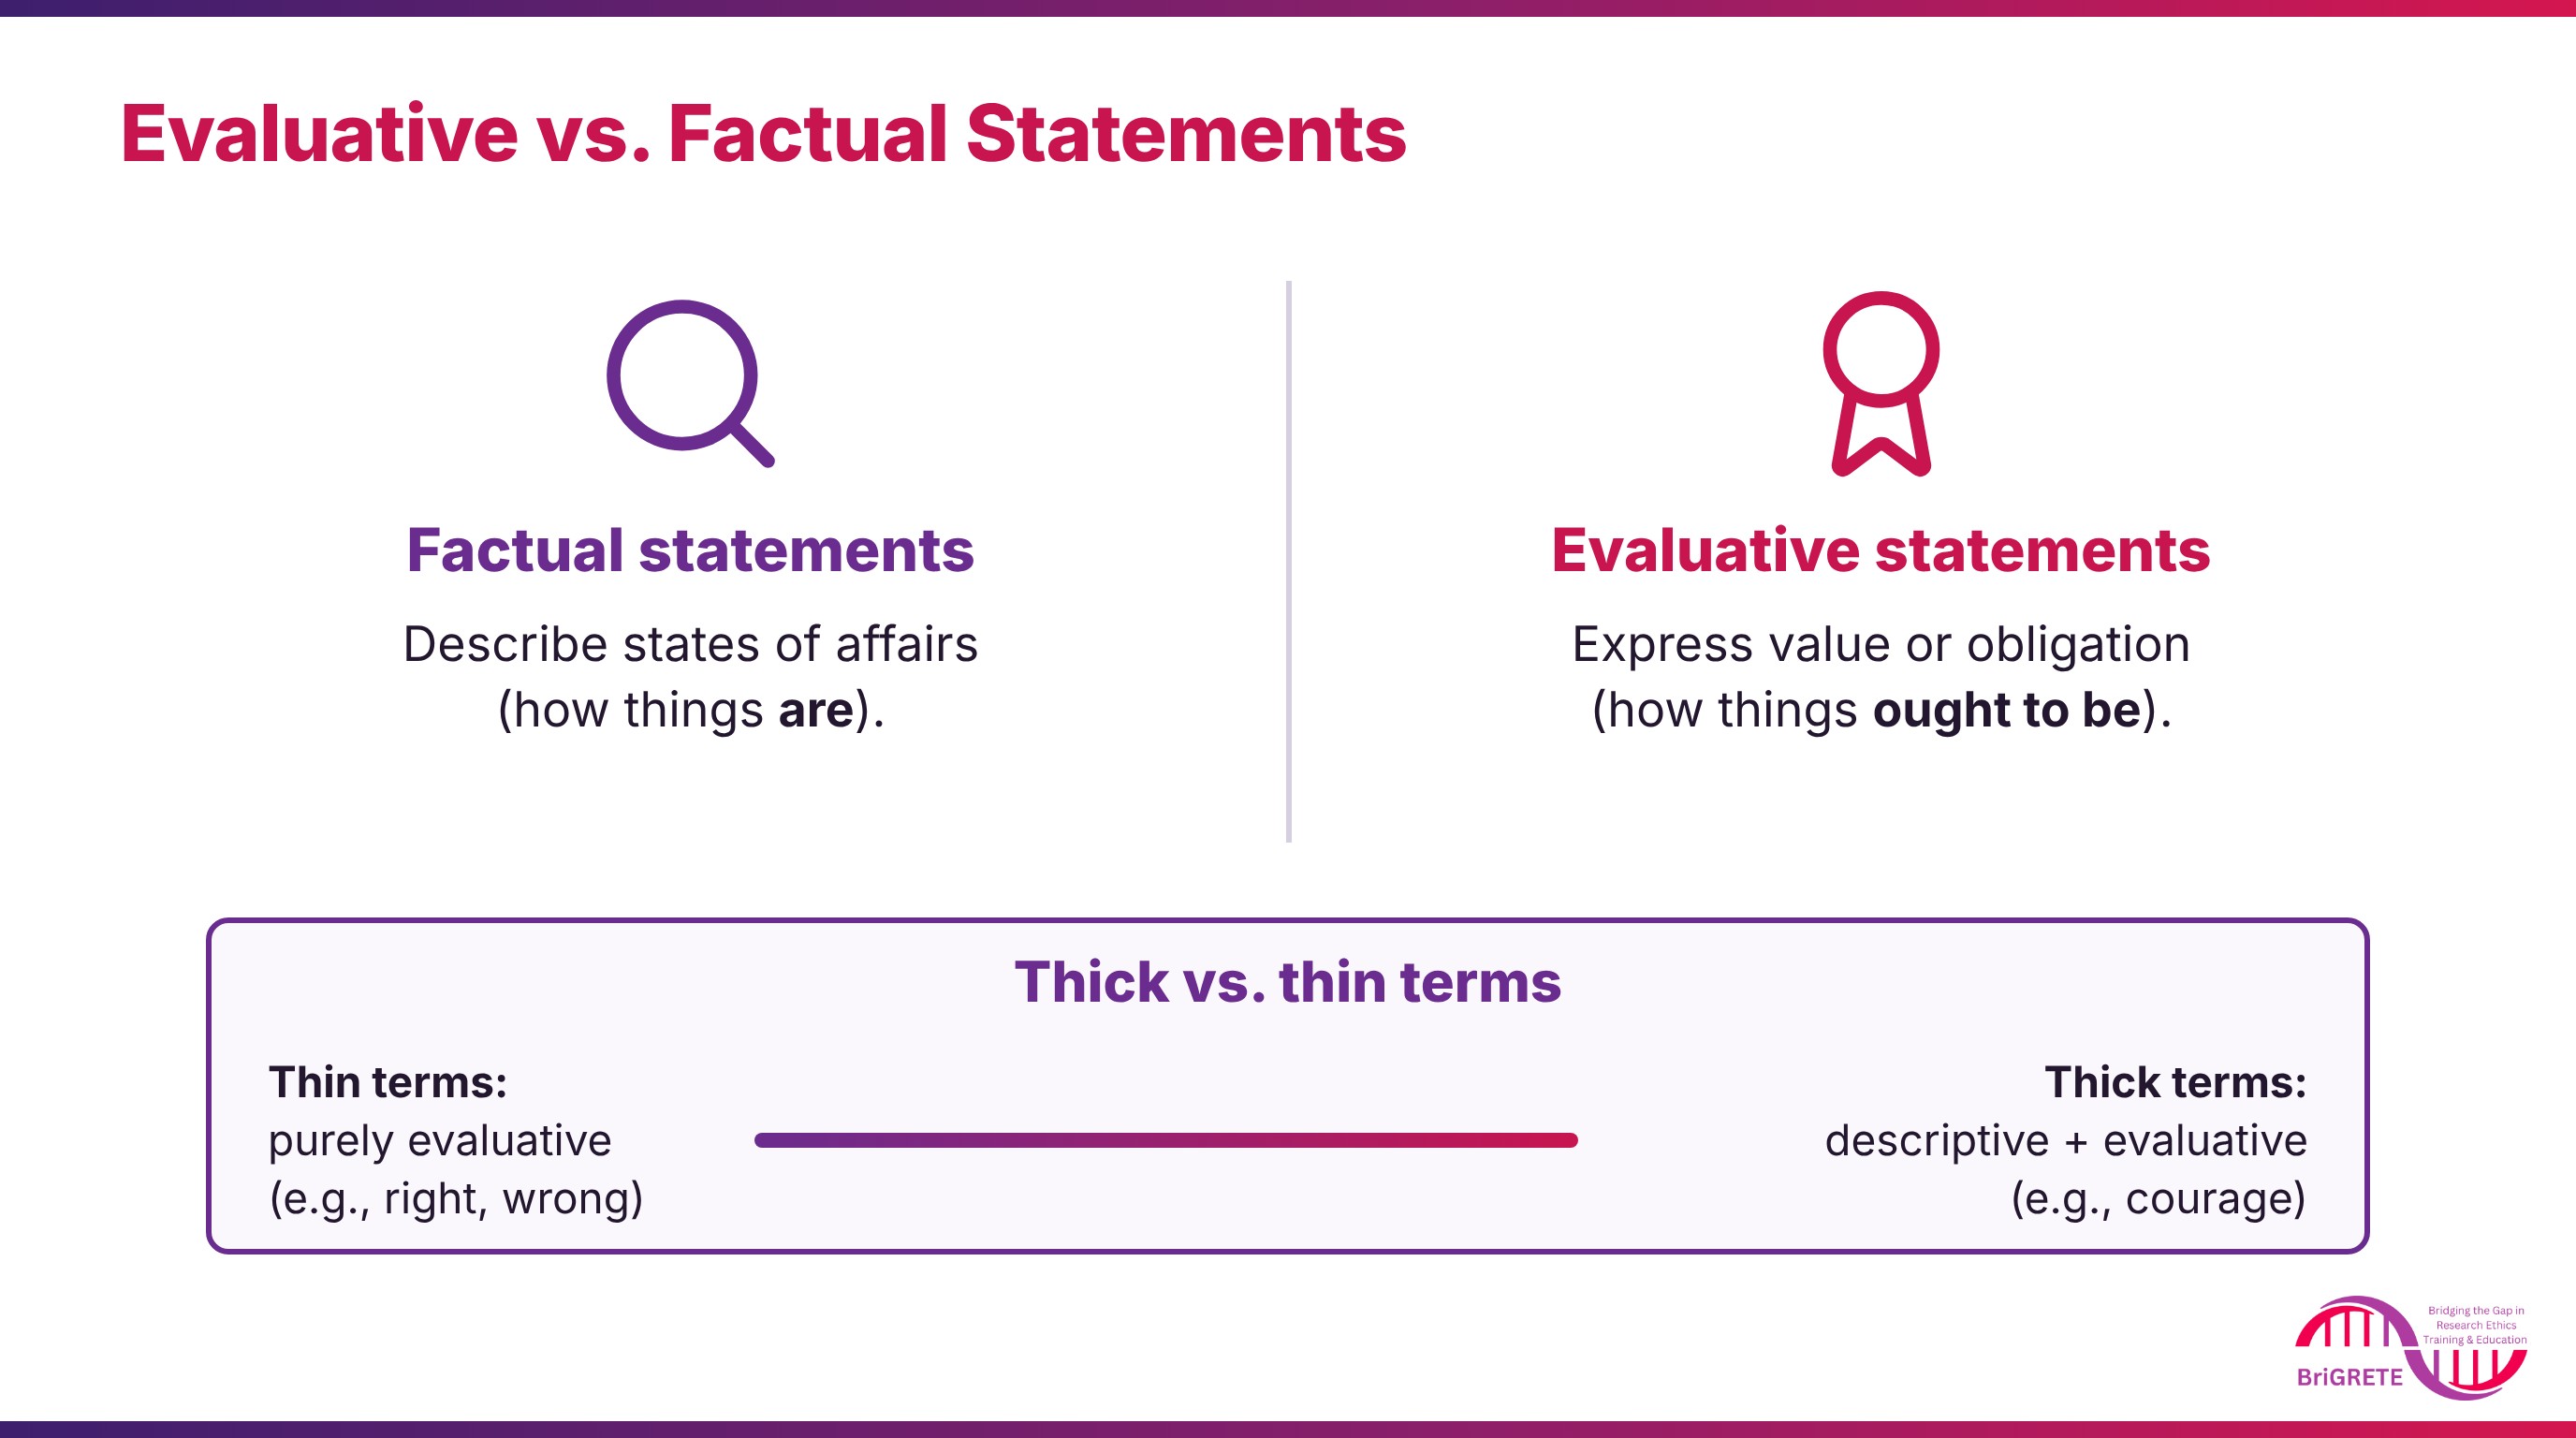 Evaluative vs. Factual Statements
Factual statements
Describe states of affairs
(how things are).
Evaluative statements
Express value or obligation
(how things ought to be).
Thick vs. thin terms
Thin terms:
purely evaluative
(e.g., right, wrong)
Thick terms:
descriptive + evaluative
(e.g., courage)
Bridging the Gap in
Research Ethics
Training & Education
BriGRETE